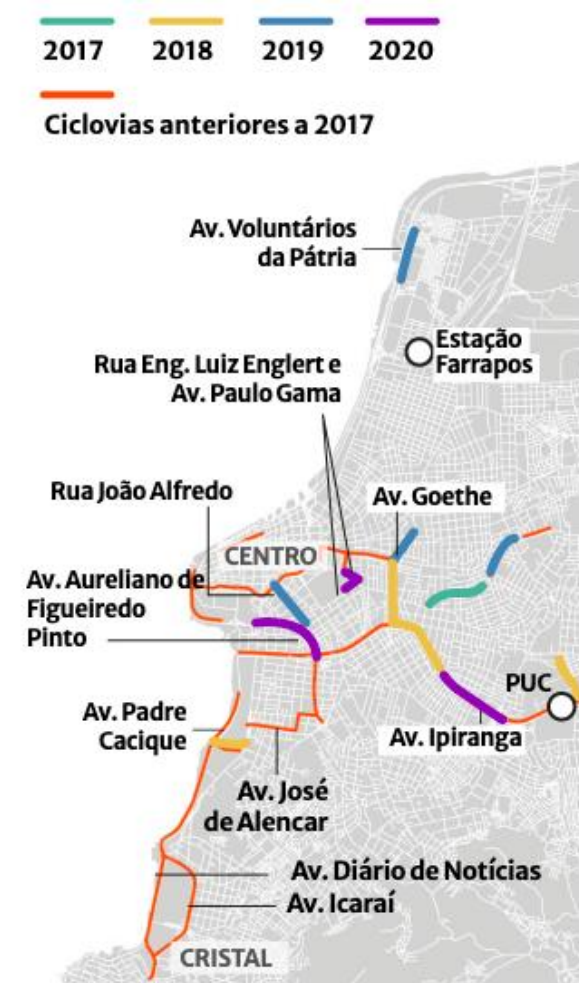 2017
2018
2019
2020
Ciclovias anteriores a 2017
Av. Voluntários
da Pátria
Estação
Farrapos
Rua Eng. Luiz Englert e
Av. Paulo Gama
Rua João Alfredo
Av. Goethe
CENTRO
Av. Aureliano de
Figueiredo
Pinto
PUC
Av. Padre
Cacique
Av. Ipiranga
Av. José
de Alencar
Av. Diário de Notícias
Av. Icaraí
CRISTAL